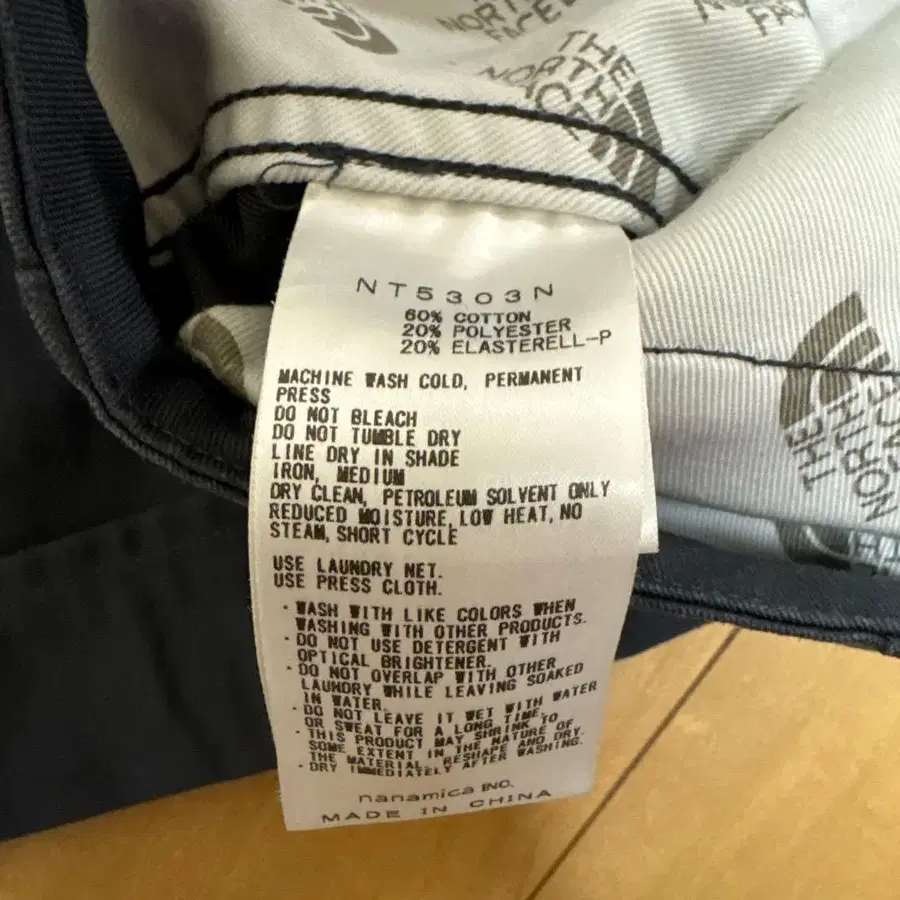 NORTH
FACE
THE
NORTH
FACE
NT5303N
60% COTTON
20% POLYESTER
20% ELASTERELL-P
MACHINE WASH COLD, PERMANENT
PRESS
DO NOT BLEACH
DO NOT TUMBLE DRY
LINE DRY IN SHADE
IRON, MEDIUM
DRY CLEAN, PETROLEUM SOLVENT ONLY
REDUCED MOISTURE, LOW HEAT, NO
STEAM, SHORT CYCLE
USE LAUNDRY NET.
USE PRESS CLOTH.
· WASH WITH LIKE COLORS WHEN
WASHING WITH OTHER PRODUCTS.
· DO NOT USE DETERGENT WITH
OPTICAL BRIGHTENER.
· DO NOT OVERLAP WITH OTHER
LAUNDRY WHILE LEAVING SOAKED
IN WATER.
· DO NOT LEAVE IT WET WITH WATER
OR SWEAT FOR A LONG TIME.
· THIS PRODUCT MAY SHRINK TO
SOME EXTENT IN THE NATURE OF
THE MATERIAL. RESHAPE AND DRY.
· DRY IMMEDIATELY AFTER WASHING.
nanamica INC.
MADE IN CHINA
THE
NORTH
FACE